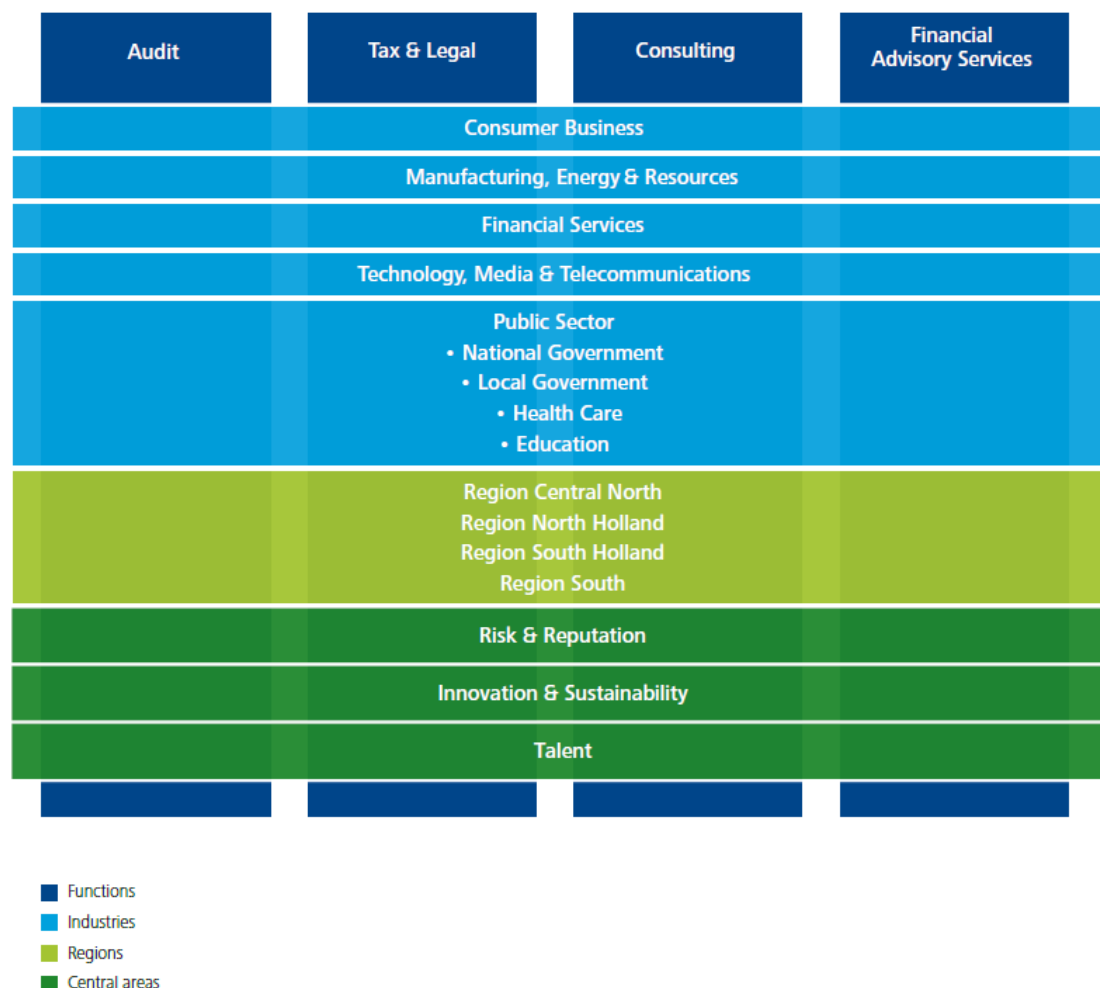 Audit
Tax & Legal
Consulting
Financial
Advisory Services
Consumer Business
Manufacturing, Energy & Resources
Financial Services
Technology, Media & Telecommunications
Public Sector
• National Government
• Local Government
• Health Care
• Education
Region Central North
Region North Holland
Region South Holland
Region South
Risk & Reputation
Innovation & Sustainability
Talent
Functions
Industries
Regions
Central areas